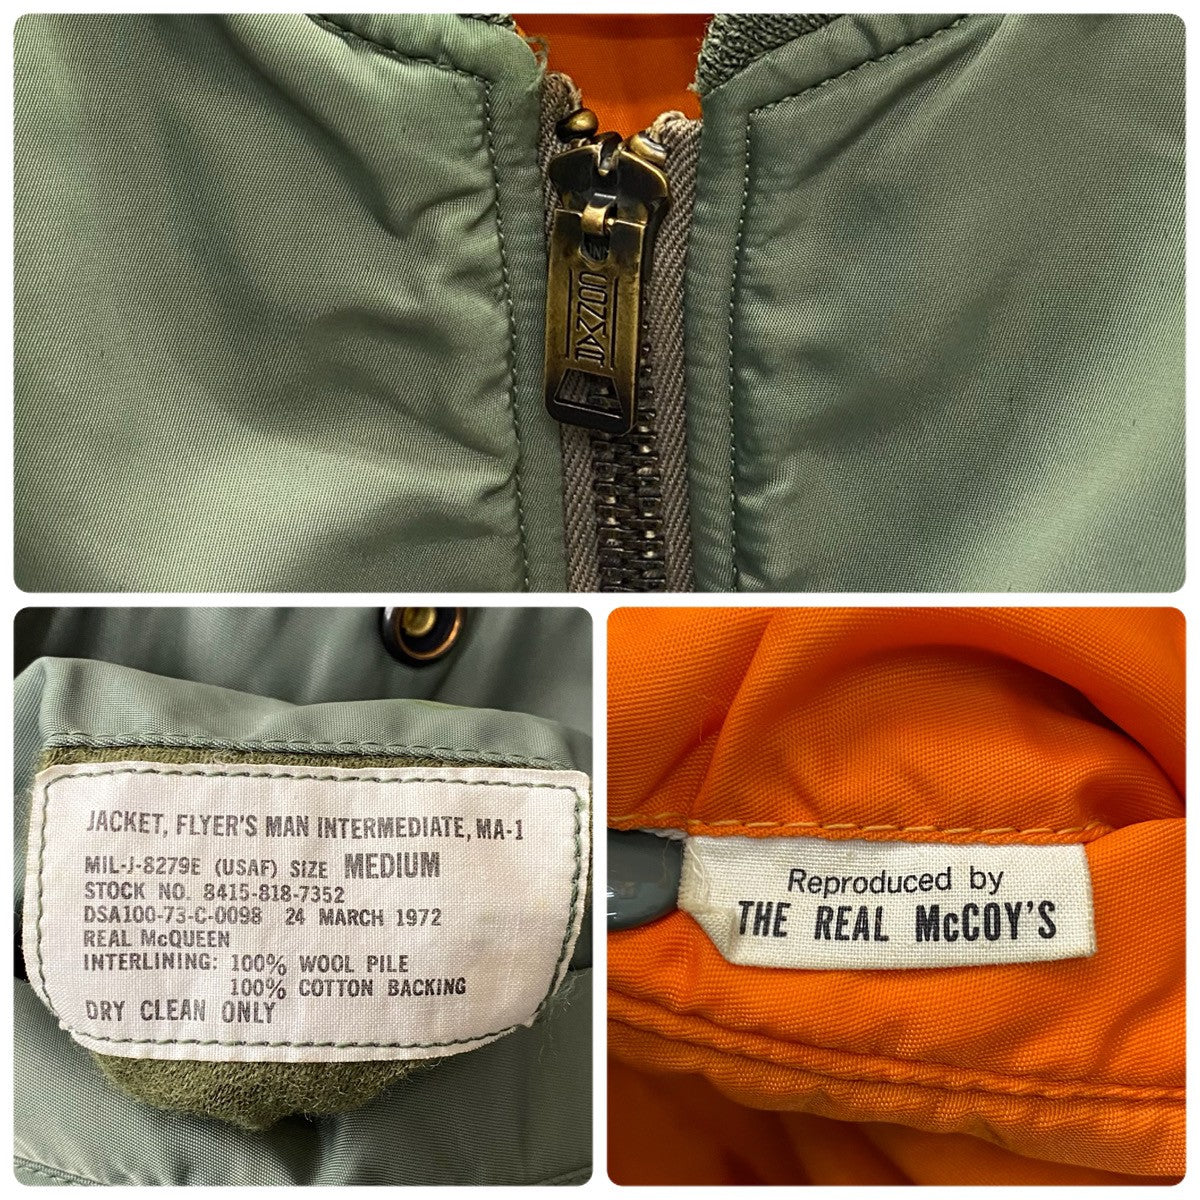 JACKET, FLYER'S MAN INTERMEDIATE, MA-1
MIL-J-8279E (USAF) SIZE MEDIUM
STOCK NO. 8415-818-7352
DSA100-73-C-0098 24 MARCH 1972
REAL McQUEEN
INTERLINING: 100% WOOL PILE
100% COTTON BACKING
DRY CLEAN ONLY
Reproduced by
THE REAL McCOY'S